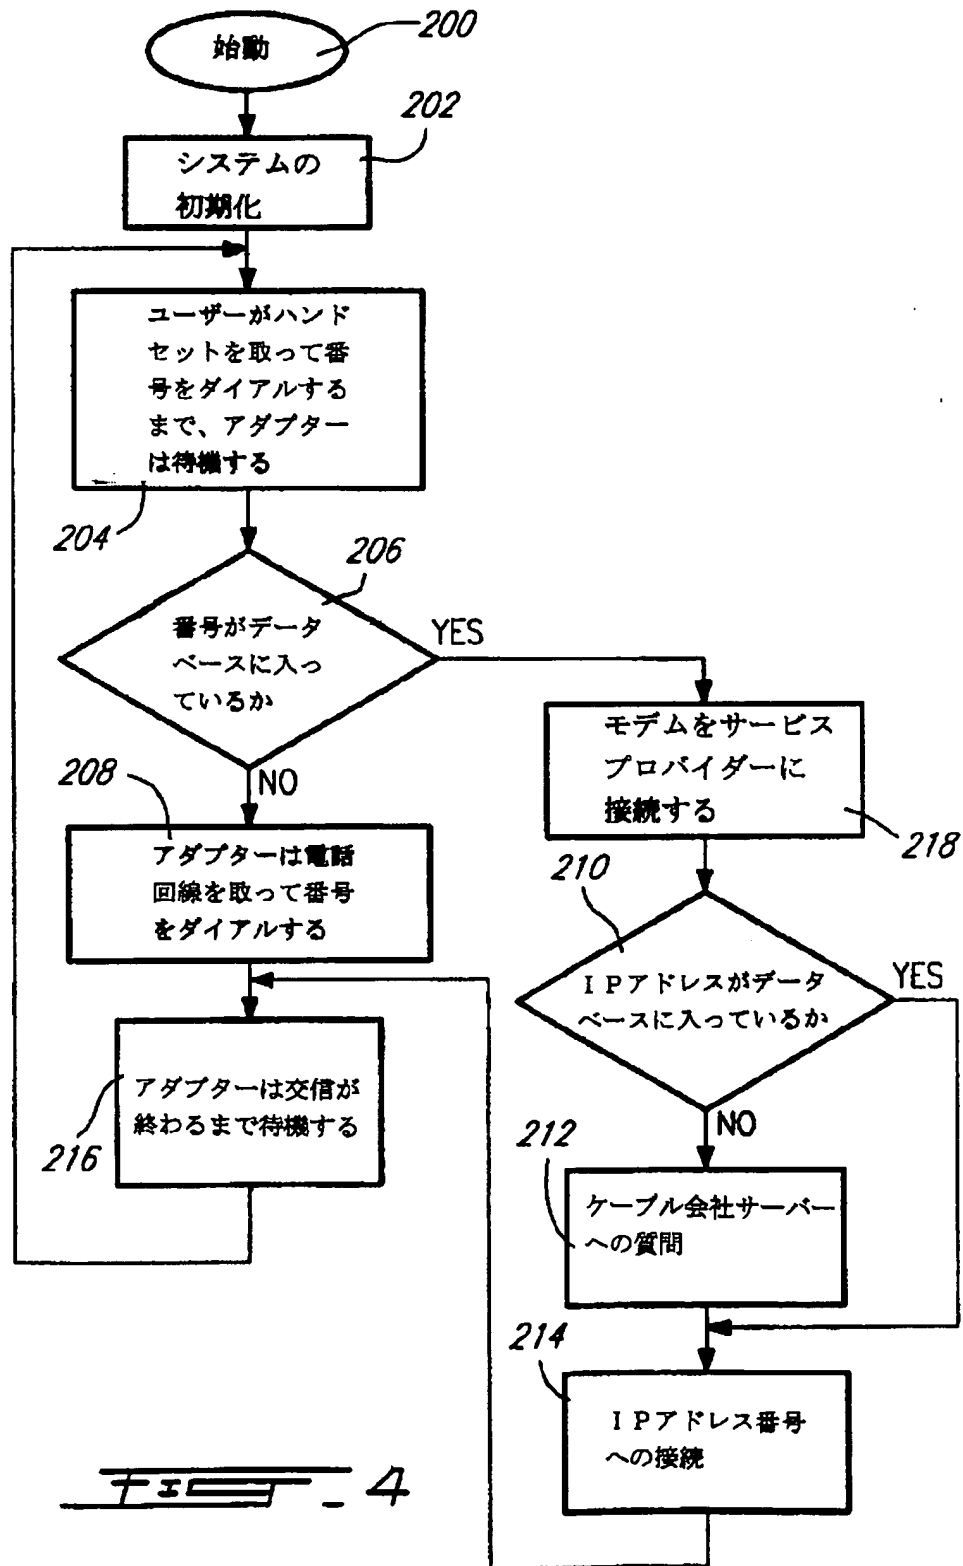 始動
200
システムの
初期化
202
ユーザーがハンド
セットを取って番
号をダイアルする
まで、アダプター
は待機する
204
番号がデータ
ベースに入っ
ているか
206
YES
NO
208
アダプターは電話
回線を取って番号
をダイアルする
アダプターは交信が
終わるまで待機する
216
モデムをサービス
プロバイダーに
接続する
218
210
IPアドレスがデータ
ベースに入っているか
YES
NO
212
ケーブル会社サーバー
への質問
214
IPアドレス番号
への接続
FIG_4